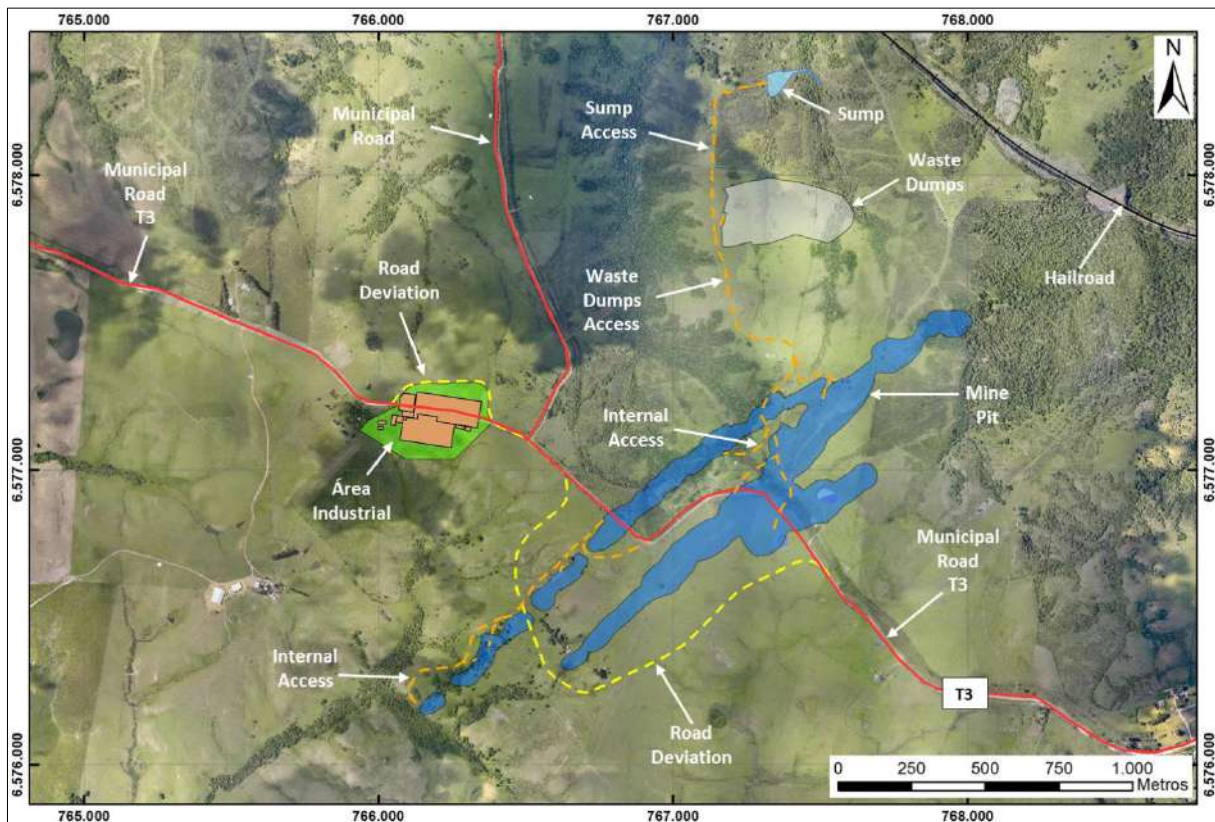 765.000
766.000
767.000
768.000
N
Sump
Access
Sump
Municipal
Road
Municipal
Road
T3
Waste
Dumps
6.578.000
6.578.000
Road
Deviation
Waste
Dumps
Access
Hailroad
Mine
Pit
Internal
Access
6.577.000
6.577.000
Área
Industrial
Municipal
Road
T3
Internal
Access
T3
Road
Deviation
6.576.000
6.576.000
0
250
500
750
1.000
Metros
765.000
766.000
767.000
768.000